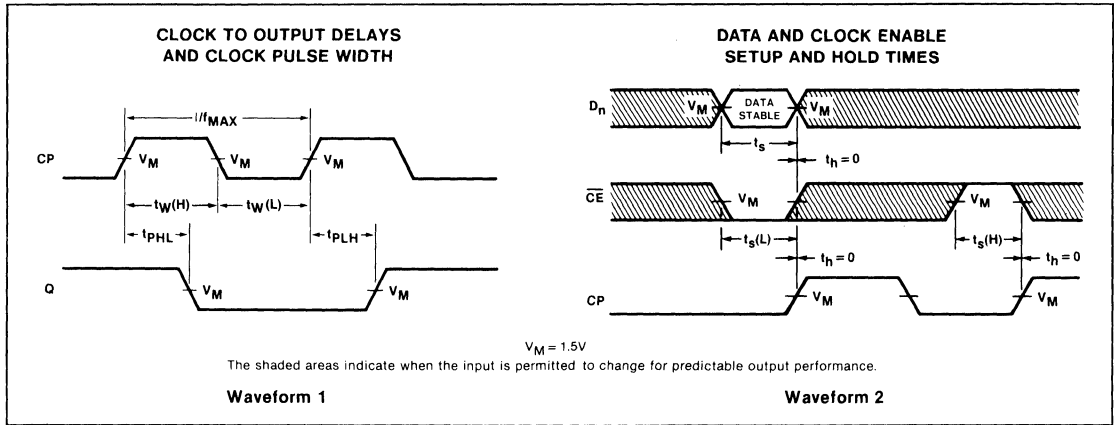 CLOCK TO OUTPUT DELAYS
AND CLOCK PULSE WIDTH
1/fMAX
CP
VM
VM
VM
tW(H)
tW(L)
tPHL
tPLH
Q
VM
VM
DATA AND CLOCK ENABLE
SETUP AND HOLD TIMES
Dn
VM
DATA
STABLE
VM
ts
th = 0
CE
VM
VM
ts(L)
ts(H)
th = 0
th = 0
CP
VM
VM
VM = 1.5V
The shaded areas indicate when the input is permitted to change for predictable output performance.
Waveform 1
Waveform 2